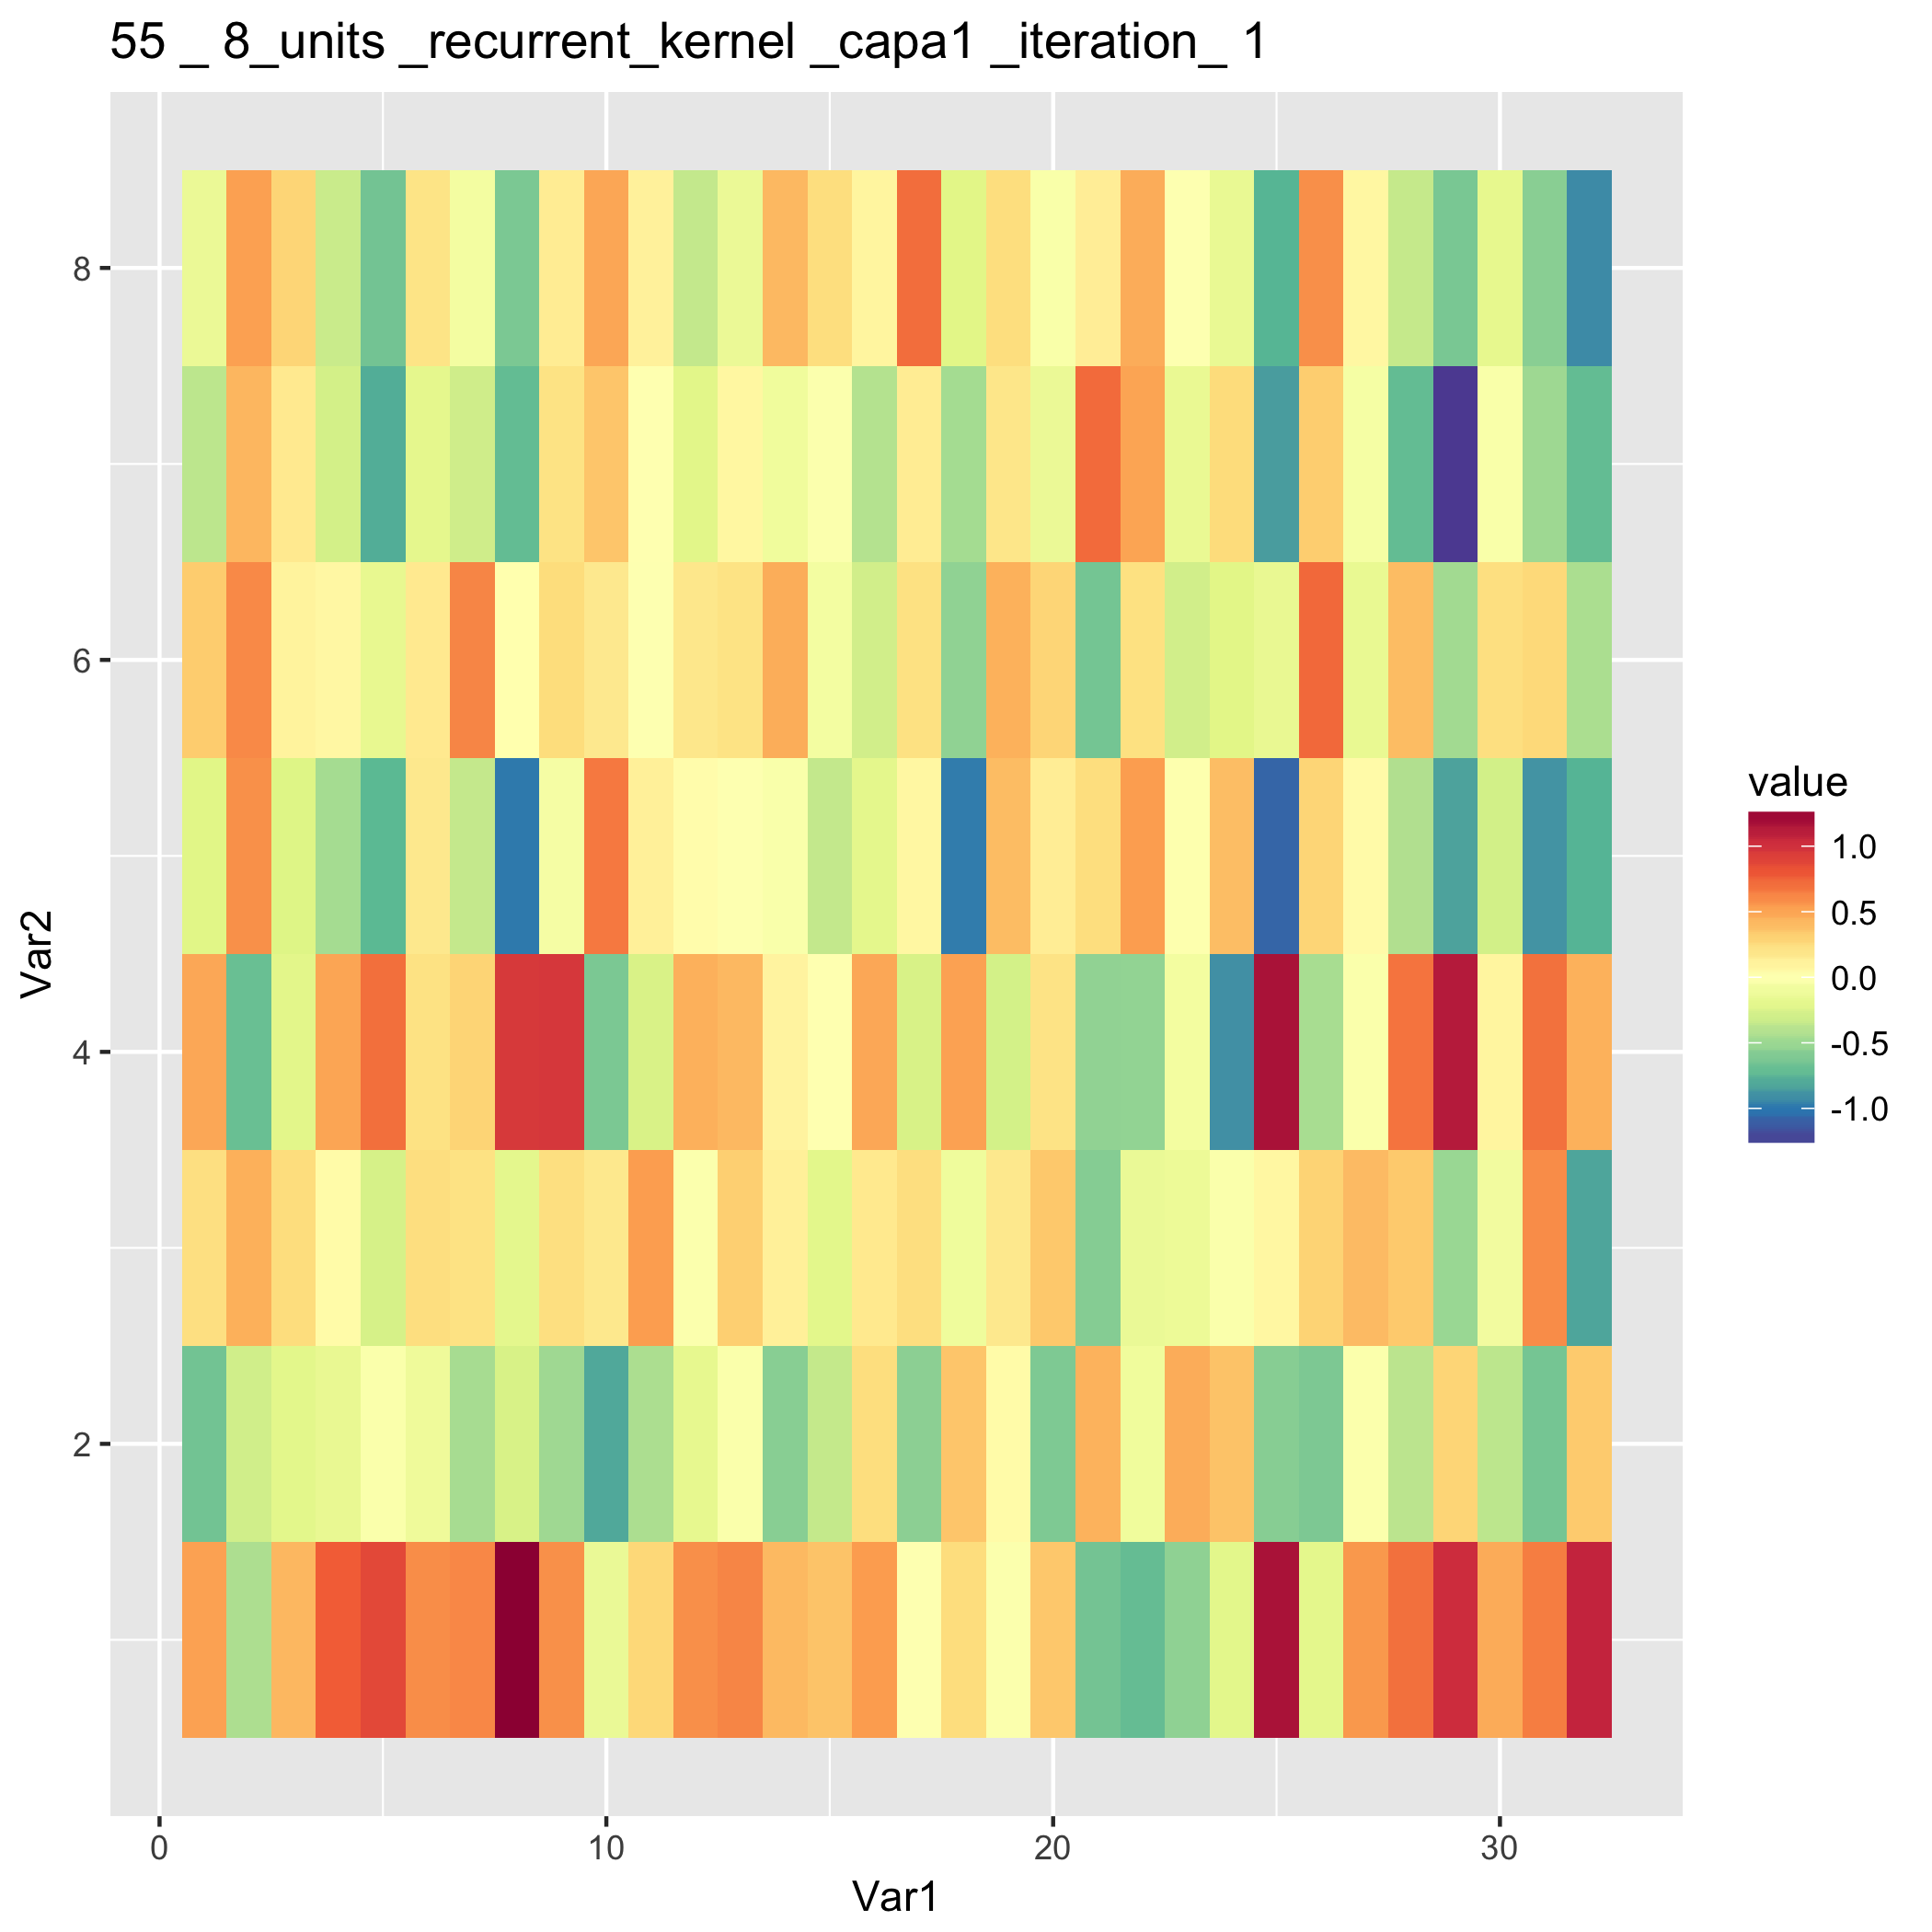 55 _ 8_units _recurrent_kernel _capa1 _iteration_ 1
8
6
4
2
Var2
0 10 20 30
Var1
value
1.0
0.5
0.0
-0.5
-1.0